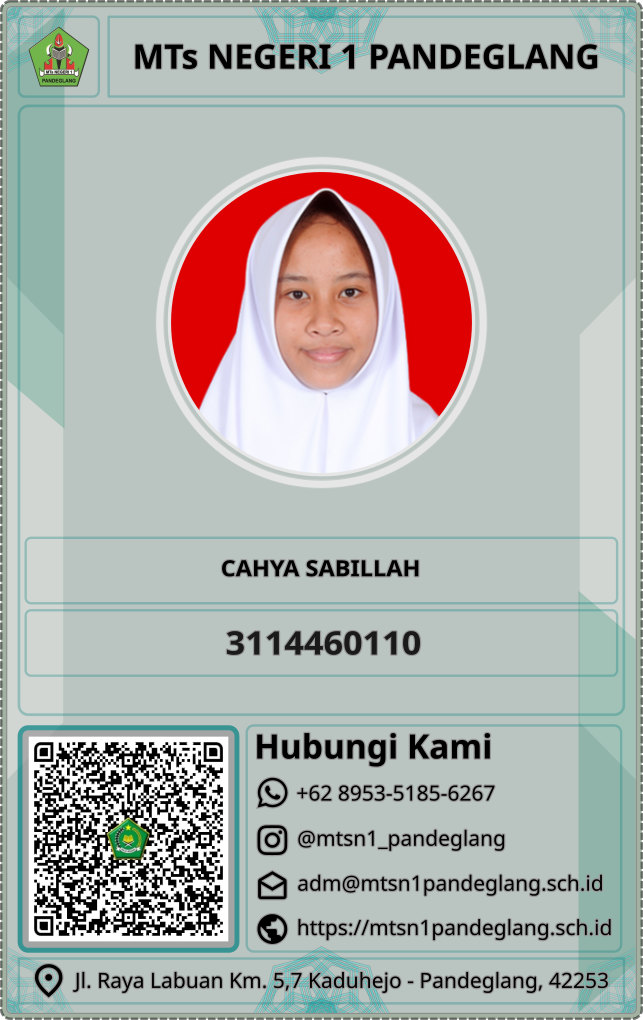 MTs NEGERI 1 PANDEGLANG
MTs NEGERI 1
PANDEGLANG
CAHYA SABILLAH
3114460110
Hubungi Kami
+62 8953-5185-6267
@mtsn1_pandeglang
adm@mtsn1pandeglang.sch.id
https://mtsn1pandeglang.sch.id
Jl. Raya Labuan Km. 5,7 Kaduhejo - Pandeglang, 42253